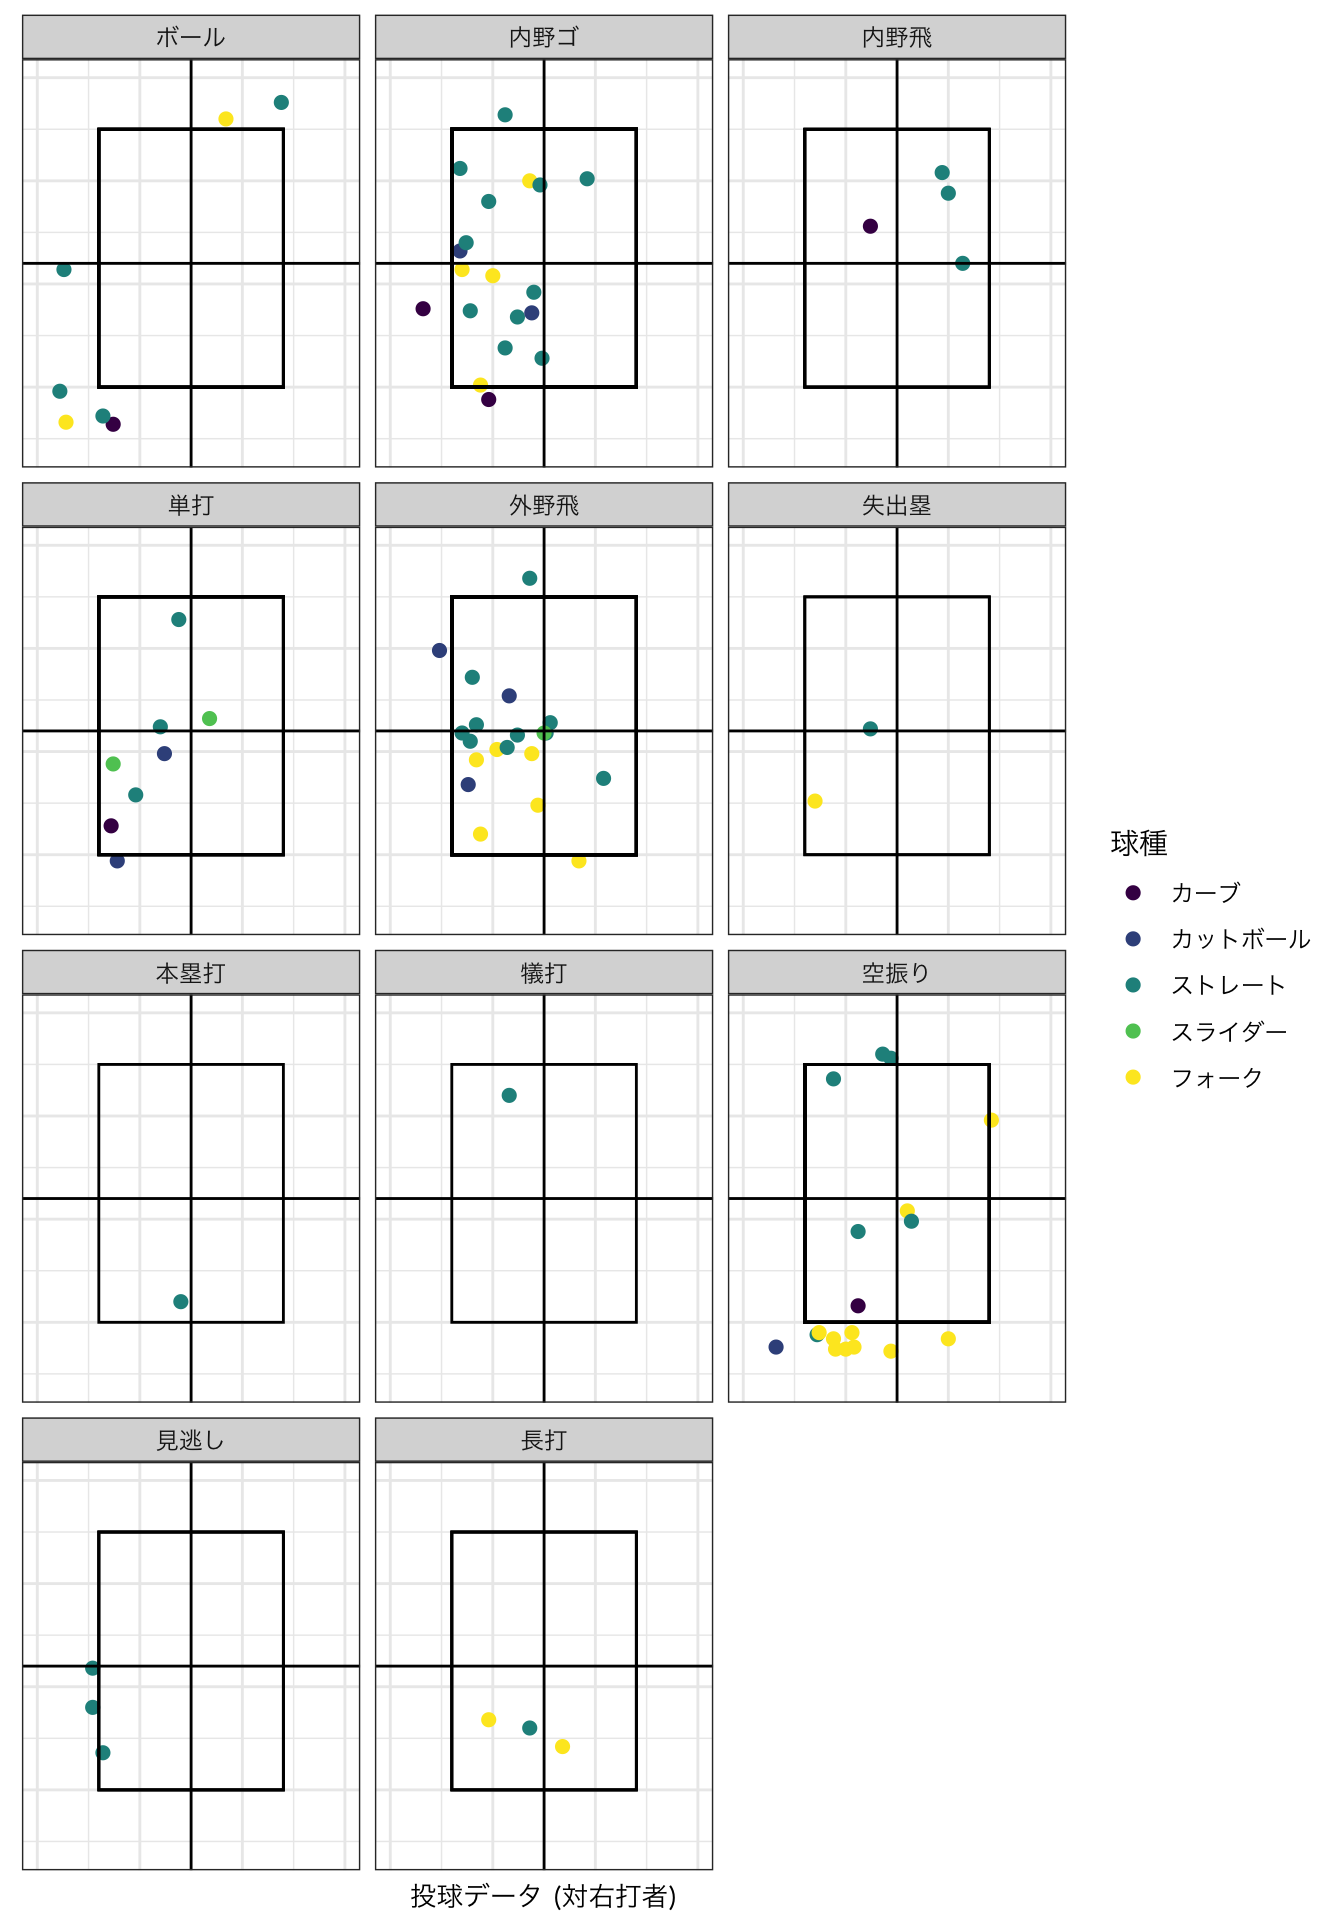 ボール
内野ゴ
内野飛
単打
外野飛
失出塁
本塁打
犠打
空振り
見逃し
長打
球種
カーブ
カットボール
ストレート
スライダー
フォーク
投球データ (対右打者)